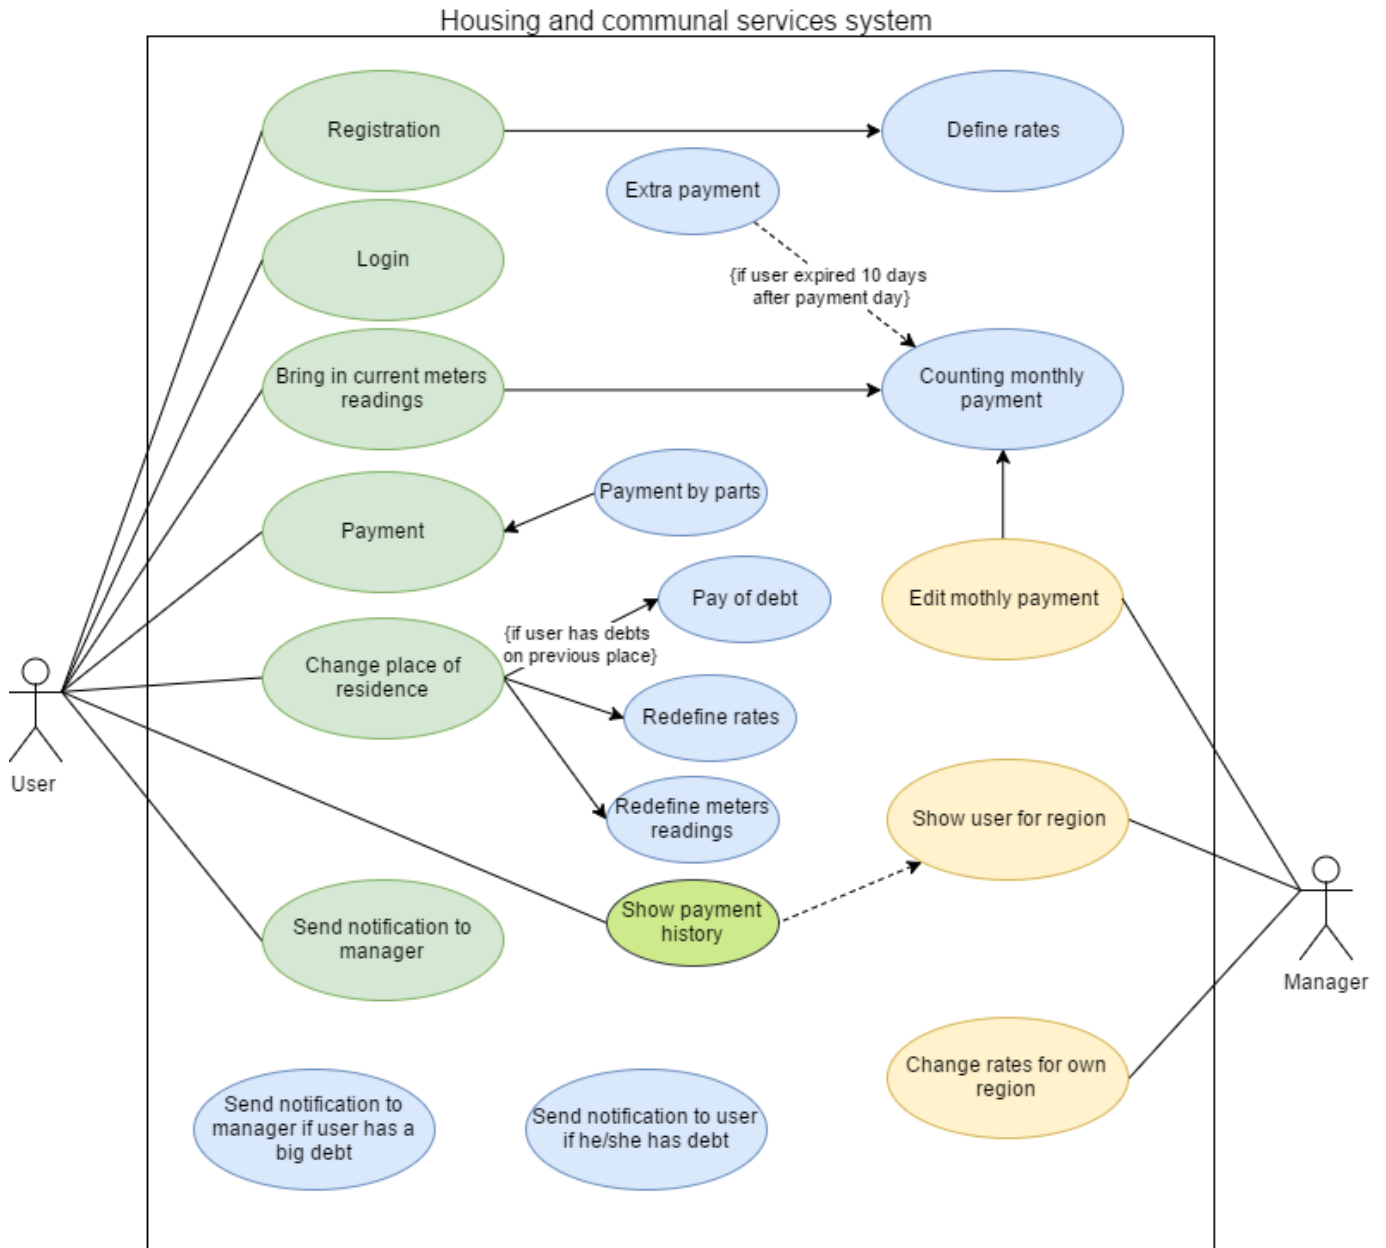 Housing and communal services system
Registration
Define rates
Extra payment
Login
{if user expired 10 days
after payment day}
Bring in current meters
readings
Counting monthly
payment
Payment by parts
Payment
Pay of debt
Edit mothly payment
{if user has debts
on previous place}
Change place of
residence
Redefine rates
User
Redefine meters
readings
Show user for region
Show payment
history
Send notification to
manager
Manager
Change rates for own
region
Send notification to
manager if user has a
big debt
Send notification to user
if he/she has debt